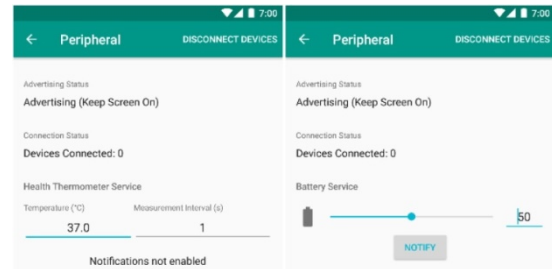 7:00
Peripheral DISCONNECT DEVICES
Advertising Status
Advertising (Keep Screen On)
Connection Status
Devices Connected: 0
Health Thermometer Service
Temperature (°C) Measurement Interval (s)
37.0 1
Notifications not enabled
7:00
Peripheral DISCONNECT DEVICES
Advertising Status
Advertising (Keep Screen On)
Connection Status
Devices Connected: 0
Battery Service
50
NOTIFY